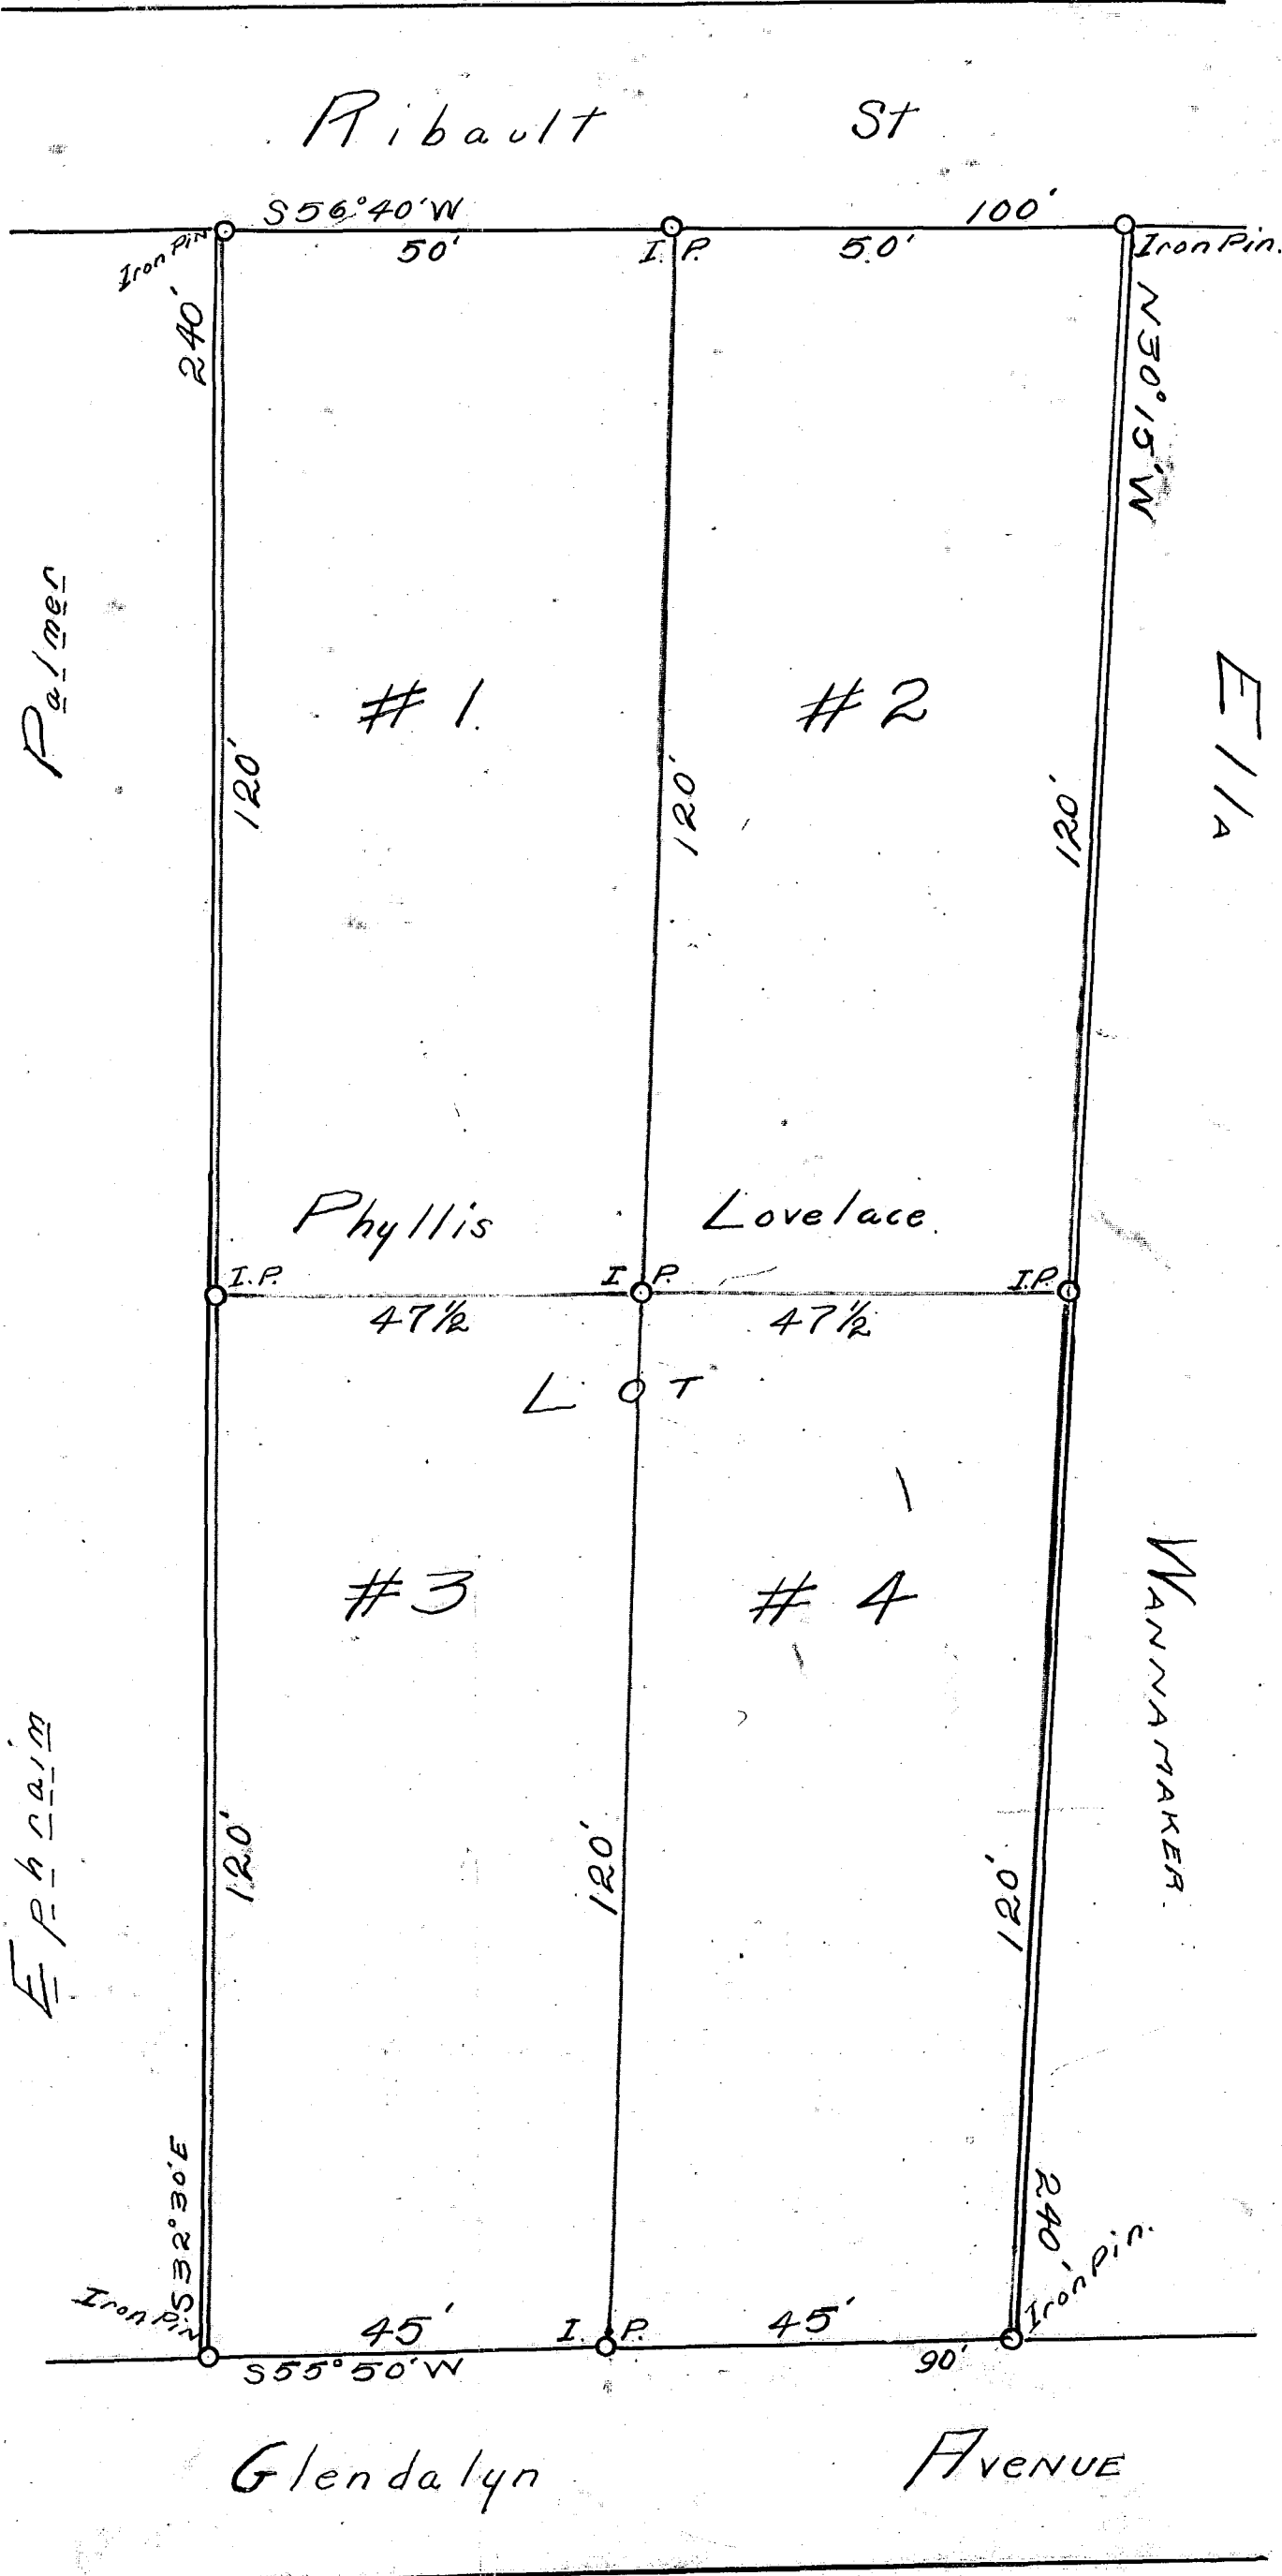 Ribault St
S56°40'W 100'
Iron Pin 50' I. P. 50' Iron Pin.
240'
N30°15'W
Palmer
#1. #2
Ella
120' 120' 120'
Phyllis Lovelace.
I.P. I P. I.P.
47½ 47½
LOT
#3 #4
Wannamaker.
Ephraim
120' 120' 120'
S32°30'E
240'
Iron Pin 45' I. P. 45' Iron Pin.
S55°50'W 90'
Glendalyn Avenue